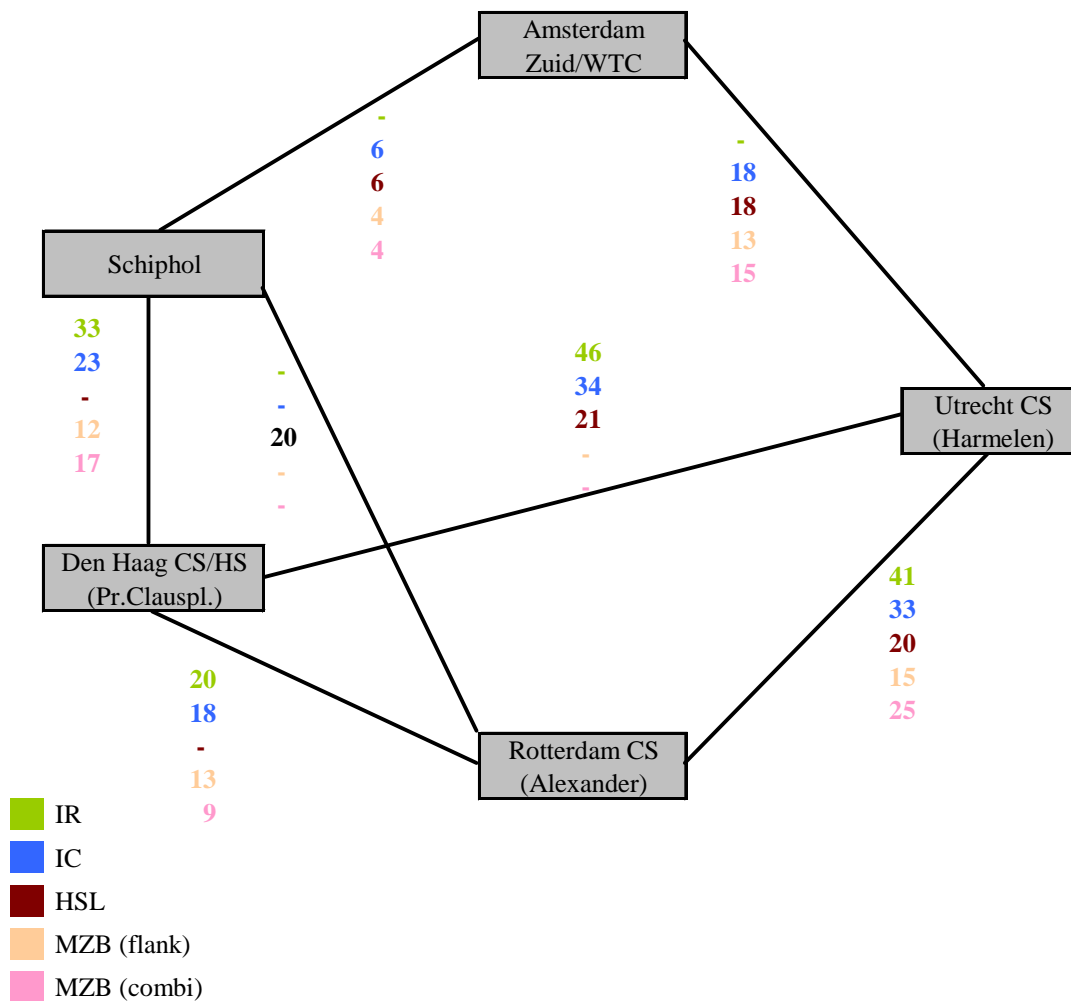 Amsterdam
Zuid/WTC
-
6
6
4
4
-
18
18
13
15
Schiphol
33
23
-
12
17
-
-
20
-
-
46
34
21
-
-
Utrecht CS
(Harmelen)
Den Haag CS/HS
(Pr.Clauspl.)
41
33
20
15
25
20
18
-
13
9
Rotterdam CS
(Alexander)
IR
IC
HSL
MZB (flank)
MZB (combi)